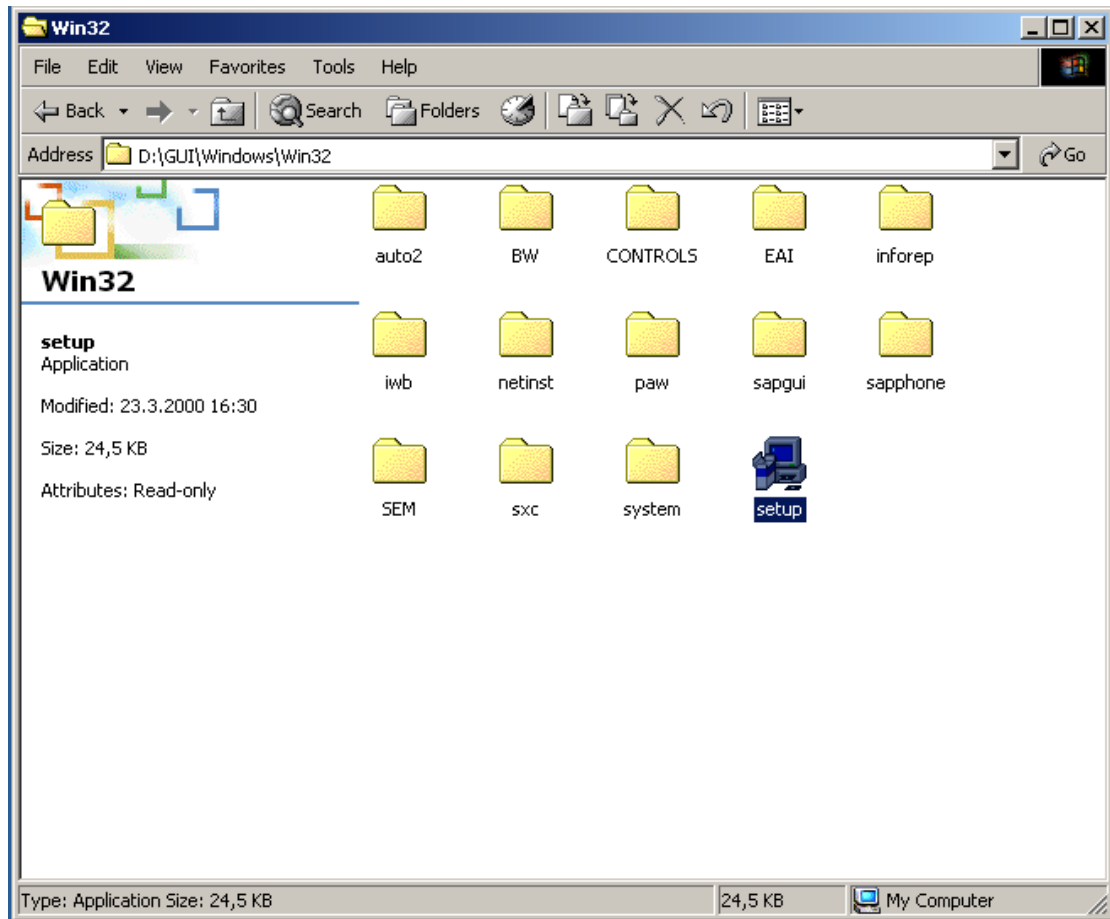 Win32
File Edit View Favorites Tools Help
Back Search Folders
Address D:\GUI\Windows\Win32 Go
Win32
setup
Application
Modified: 23.3.2000 16:30
Size: 24,5 KB
Attributes: Read-only
auto2 BW CONTROLS EAI inforep
iwb netinst paw sapgui sapphone
SEM sxc system setup
Type: Application Size: 24,5 KB 24,5 KB My Computer